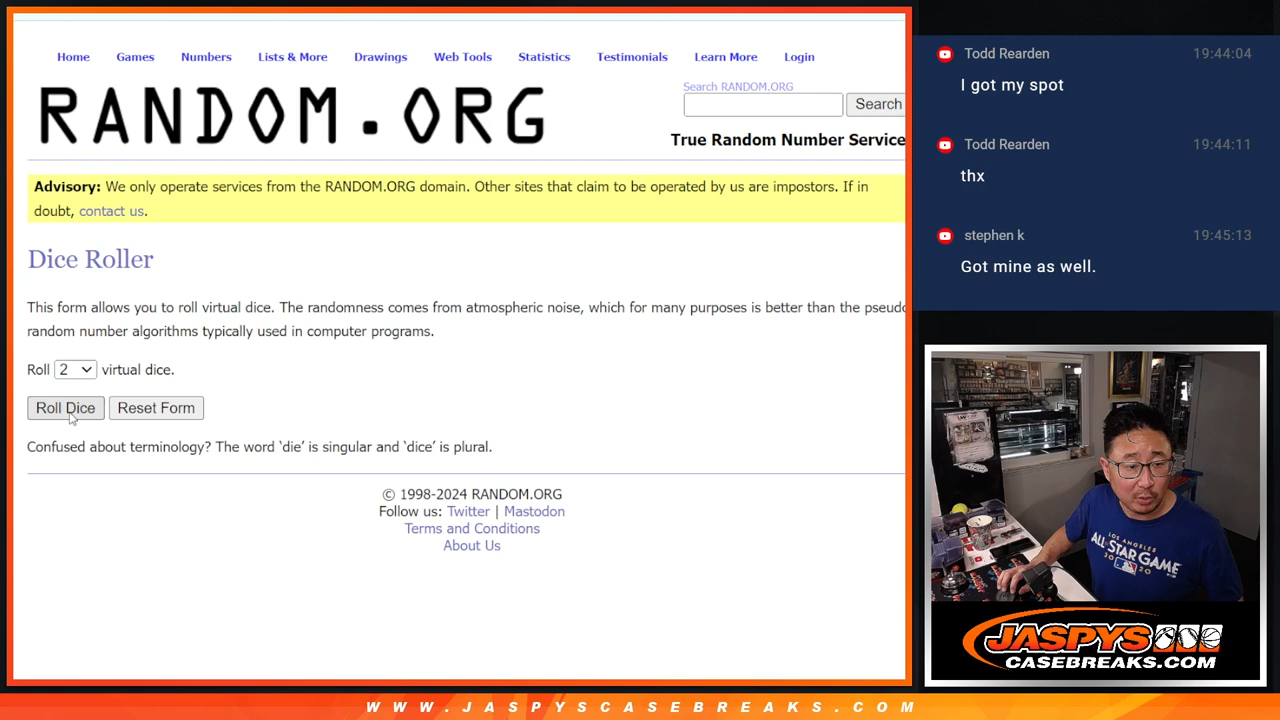 Home Games Numbers Lists & More Drawings Web Tools Statistics Testimonials Learn More Login
RANDOM.ORG
Search RANDOM.ORG
Search
True Random Number Service
Advisory: We only operate services from the RANDOM.ORG domain. Other sites that claim to be operated by us are impostors. If in
doubt, contact us.
Dice Roller
This form allows you to roll virtual dice. The randomness comes from atmospheric noise, which for many purposes is better than the pseudo
random number algorithms typically used in computer programs.
Roll 2 virtual dice.
Roll Dice Reset Form
Confused about terminology? The word ‘die’ is singular and ‘dice’ is plural.
© 1998-2024 RANDOM.ORG
Follow us: Twitter | Mastodon
Terms and Conditions
About Us
Todd Rearden 19:44:04
I got my spot
Todd Rearden 19:44:11
thx
stephen k 19:45:13
Got mine as well.
LOS ANGELES
ALL-STAR GAME
2020
JASPYS
CASEBREAKS.COM
WWW.JASPYSCASEBREAKS.COM